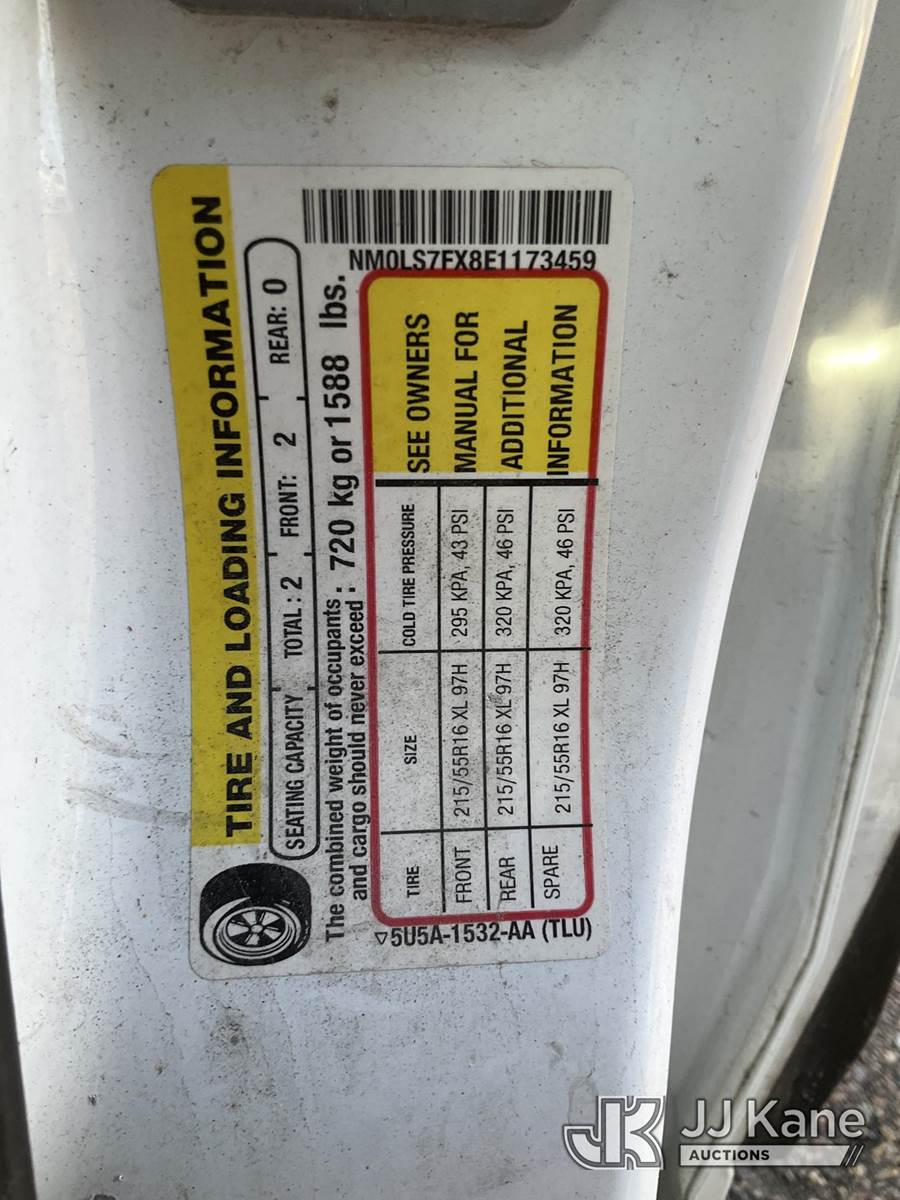 TIRE AND LOADING INFORMATION
SEATING CAPACITY TOTAL : 2 FRONT: 2 REAR: 0
The combined weight of occupants : 720 kg or 1588 lbs.
and cargo should never exceed :
TIRE SIZE COLD TIRE PRESSURE
FRONT 215/55R16 XL 97H 295 KPA, 43 PSI
REAR 215/55R16 XL 97H 320 KPA, 46 PSI
SPARE 215/55R16 XL 97H 320 KPA, 46 PSI
SEE OWNERS
MANUAL FOR
ADDITIONAL
INFORMATION
5U5A-1532-AA (TLU)
NM0LS7FX8E1173459
JK JJ Kane
AUCTIONS